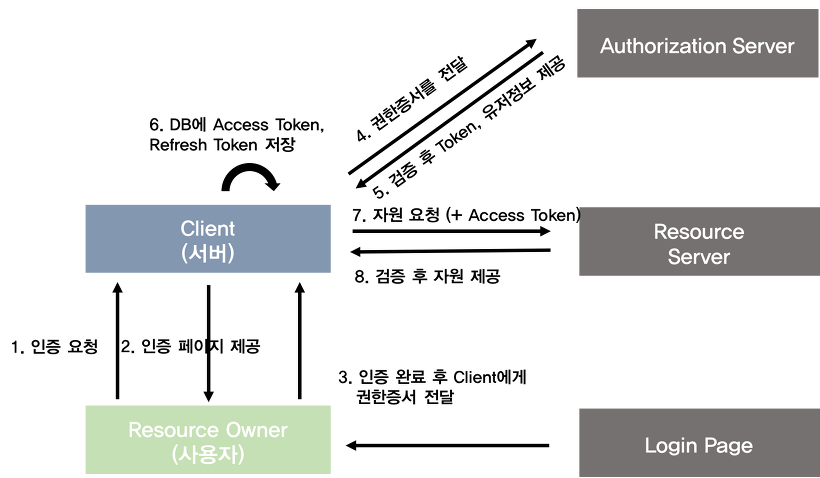 Authorization Server
4. 권한증서를 전달
5. 검증 후 Token, 유저정보 제공
6. DB에 Access Token,
Refresh Token 저장
Client
(서버)
7. 자원 요청 (+ Access Token)
Resource
Server
8. 검증 후 자원 제공
1. 인증 요청
2. 인증 페이지 제공
3. 인증 완료 후 Client에게
권한증서 전달
Resource Owner
(사용자)
Login Page